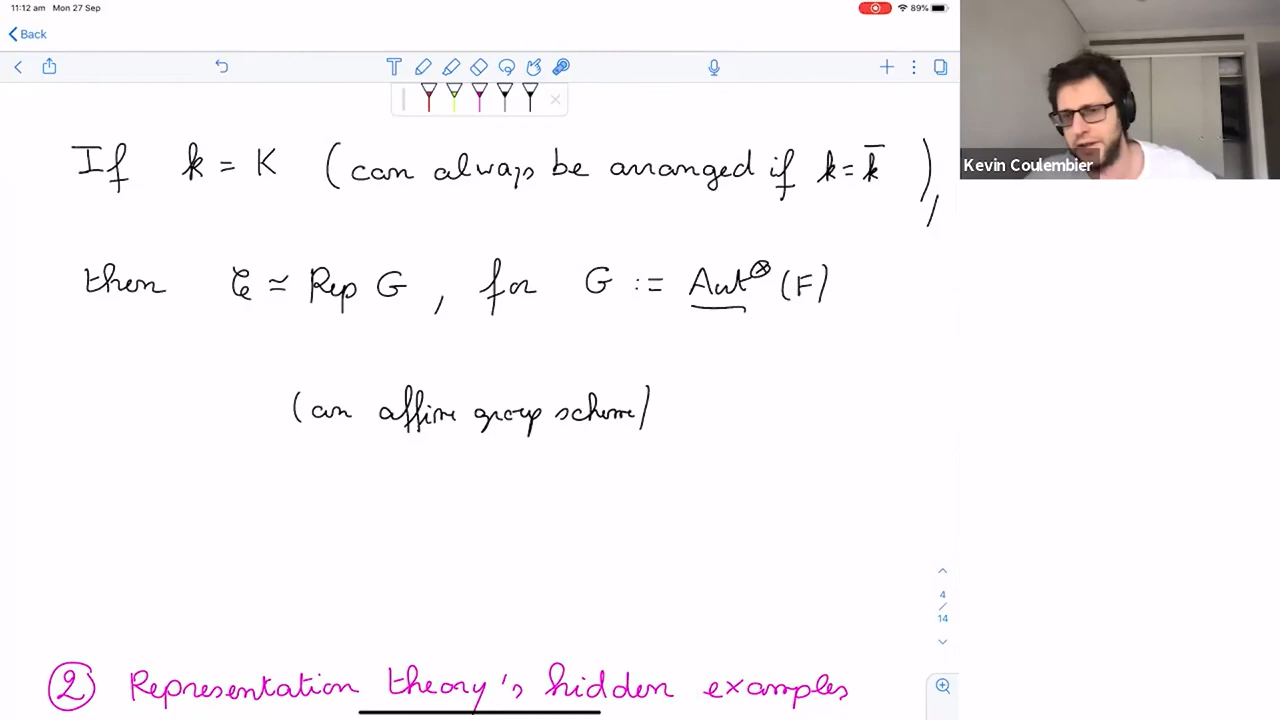 11:12 am Mon 27 Sep
89%
Back
If k = K (can always be arranged if k = k̄ ),
Kevin Coulembier
then 𝒞 ≃ Rep G , for G := Aut^⊗ (F)
(an affine group scheme)
4
/
14
② Representation theory's hidden examples